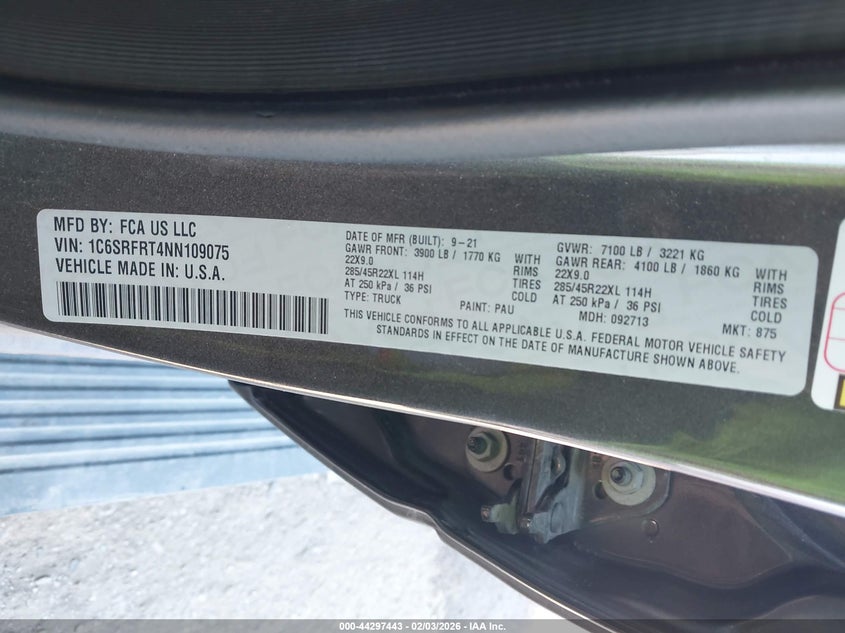 MFD BY: FCA US LLC
VIN: 1C6SRFRT4NN109075
VEHICLE MADE IN: U.S.A.
DATE OF MFR (BUILT): 9-21
GAWR FRONT: 3900 LB / 1770 KG WITH
22X9.0 RIMS
285/45R22XL 114H TIRES
AT 250 kPa / 36 PSI COLD
TYPE: TRUCK PAINT: PAU
GVWR: 7100 LB / 3221 KG
GAWR REAR: 4100 LB / 1860 KG WITH
22X9.0 RIMS
285/45R22XL 114H TIRES
AT 250 kPa / 36 PSI COLD
MDH: 092713 MKT: 875
THIS VEHICLE CONFORMS TO ALL APPLICABLE U.S.A. FEDERAL MOTOR VEHICLE SAFETY
STANDARDS IN EFFECT ON THE DATE OF MANUFACTURE SHOWN ABOVE.
000-44297443 - 02/03/2026 - IAA Inc.